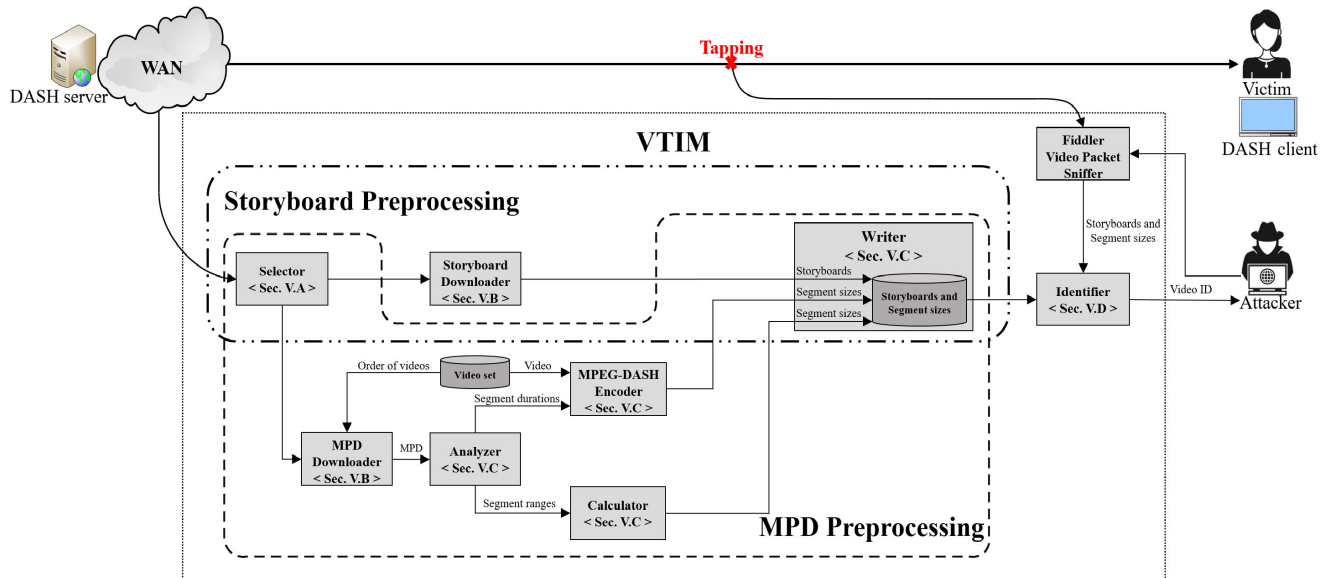 Tapping
WAN
DASH server
Victim
DASH client
VTIM
Fiddler
Video Packet
Sniffer
Storyboard Preprocessing
Storyboards and
Segment sizes
Writer
< Sec. V.C >
Selector
< Sec. V.A >
Storyboard
Downloader
< Sec. V.B >
Storyboards
Segment sizes
Segment sizes
Storyboards and
Segment sizes
Identifier
< Sec. V.D >
Video ID
Attacker
Order of videos
Video set
Video
MPEG-DASH
Encoder
< Sec. V.C >
Segment durations
MPD
Downloader
< Sec. V.B >
MPD
Analyzer
< Sec. V.C >
Segment ranges
Calculator
< Sec. V.C >
MPD Preprocessing